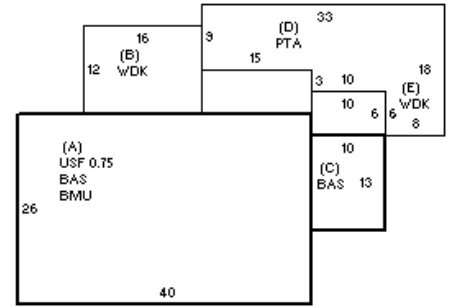 33
(D)
PTA
9
16
(B)
WDK
12
15
18
3
10
(E)
WDK
10
6
6
8
(A)
USF 0.75
BAS
BMU
10
(C)
BAS
13
26
40